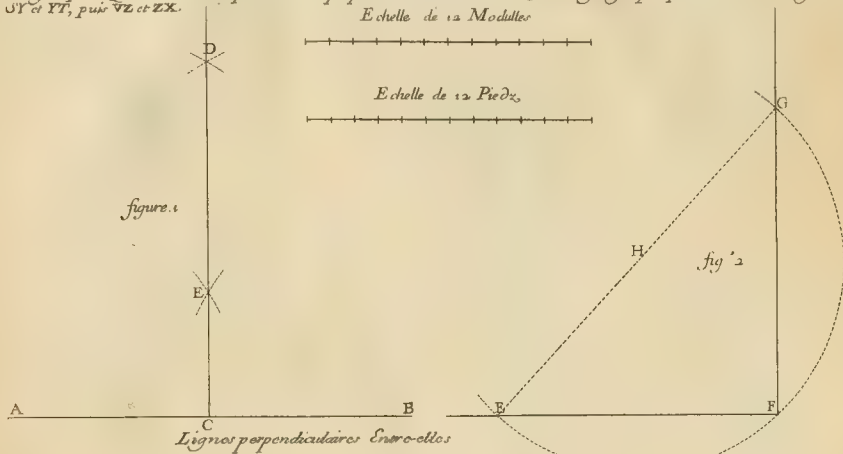 SY et YT, puis VZ et ZX.
Echelle de 12 Modulles
D
Echelle de 12 Piedz
G
figure.1
H
fig 2
E
A
B
C
E
F
Lignes perpendiculaires Entre-elles